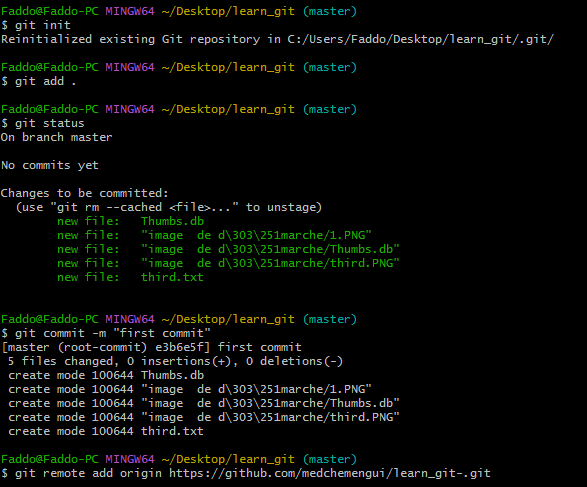 Faddo@Faddo-PC MINGW64 ~/Desktop/learn_git (master)
$ git init
Reinitialized existing Git repository in C:/Users/Faddo/Desktop/learn_git/.git/
Faddo@Faddo-PC MINGW64 ~/Desktop/learn_git (master)
$ git add .
Faddo@Faddo-PC MINGW64 ~/Desktop/learn_git (master)
$ git status
On branch master
No commits yet
Changes to be committed:
  (use "git rm --cached <file>..." to unstage)
        new file:   Thumbs.db
        new file:   "image  de d\303\251marche/1.PNG"
        new file:   "image  de d\303\251marche/Thumbs.db"
        new file:   "image  de d\303\251marche/third.PNG"
        new file:   third.txt
Faddo@Faddo-PC MINGW64 ~/Desktop/learn_git (master)
$ git commit -m "first commit"
[master (root-commit) e3b6e5f] first commit
 5 files changed, 0 insertions(+), 0 deletions(-)
 create mode 100644 Thumbs.db
 create mode 100644 "image  de d\303\251marche/1.PNG"
 create mode 100644 "image  de d\303\251marche/Thumbs.db"
 create mode 100644 "image  de d\303\251marche/third.PNG"
 create mode 100644 third.txt
Faddo@Faddo-PC MINGW64 ~/Desktop/learn_git (master)
$ git remote add origin https://github.com/medchemengui/learn_git-.git